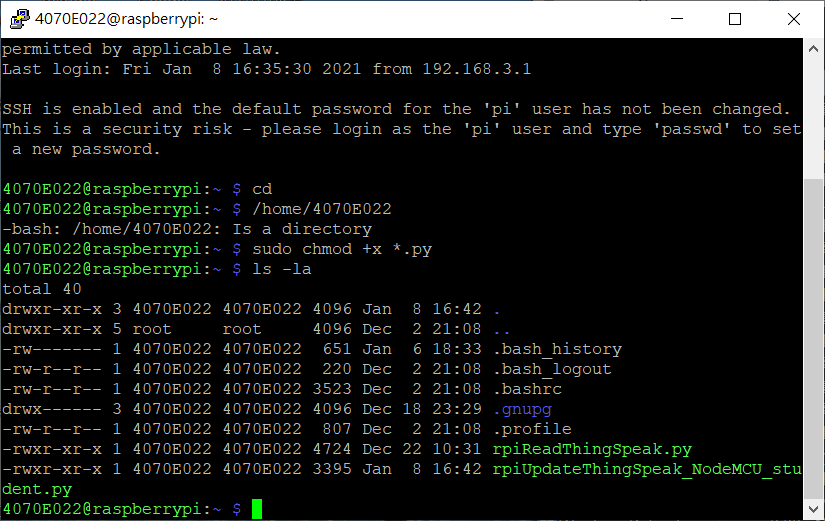 4070E022@raspberrypi: ~
permitted by applicable law.
Last login: Fri Jan  8 16:35:30 2021 from 192.168.3.1
SSH is enabled and the default password for the 'pi' user has not been changed.
This is a security risk - please login as the 'pi' user and type 'passwd' to set
 a new password.
4070E022@raspberrypi:~ $ cd
4070E022@raspberrypi:~ $ /home/4070E022
-bash: /home/4070E022: Is a directory
4070E022@raspberrypi:~ $ sudo chmod +x *.py
4070E022@raspberrypi:~ $ ls -la
total 40
drwxr-xr-x 3 4070E022 4070E022 4096 Jan  8 16:42 .
drwxr-xr-x 5 root     root     4096 Dec  2 21:08 ..
-rw------- 1 4070E022 4070E022  651 Jan  6 18:33 .bash_history
-rw-r--r-- 1 4070E022 4070E022  220 Dec  2 21:08 .bash_logout
-rw-r--r-- 1 4070E022 4070E022 3523 Dec  2 21:08 .bashrc
drwx------ 3 4070E022 4070E022 4096 Dec 18 23:29 .gnupg
-rw-r--r-- 1 4070E022 4070E022  807 Dec  2 21:08 .profile
-rwxr-xr-x 1 4070E022 4070E022 4724 Dec 22 10:31 rpiReadThingSpeak.py
-rwxr-xr-x 1 4070E022 4070E022 3395 Jan  8 16:42 rpiUpdateThingSpeak_NodeMCU_stu
dent.py
4070E022@raspberrypi:~ $